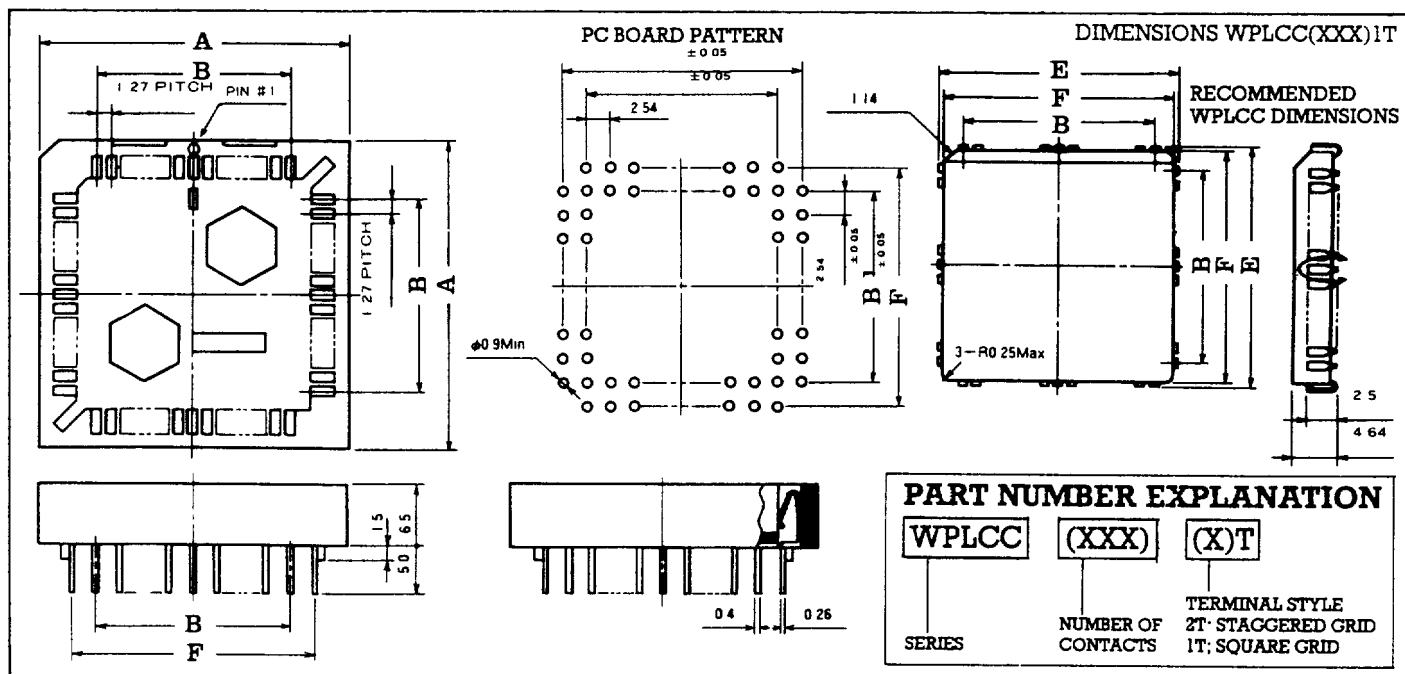 A
B
1 27 PITCH
PIN #1
1 27 PITCH
B
A
PC BOARD PATTERN
±0 05
±0.05
2 54
±0.05
±0.05
2 54
B
F
ø0 9Min
DIMENSIONS WPLCC(XXX)1T
E
F
B
1 14
RECOMMENDED
WPLCC DIMENSIONS
B
F
E
3-R0 25Max
2 5
4 64
1 5
6 5
5 0
B
F
0 4
0 26
PART NUMBER EXPLANATION
WPLCC (XXX) (X)T
SERIES
NUMBER OF
CONTACTS
TERMINAL STYLE
2T· STAGGERED GRID
1T; SQUARE GRID